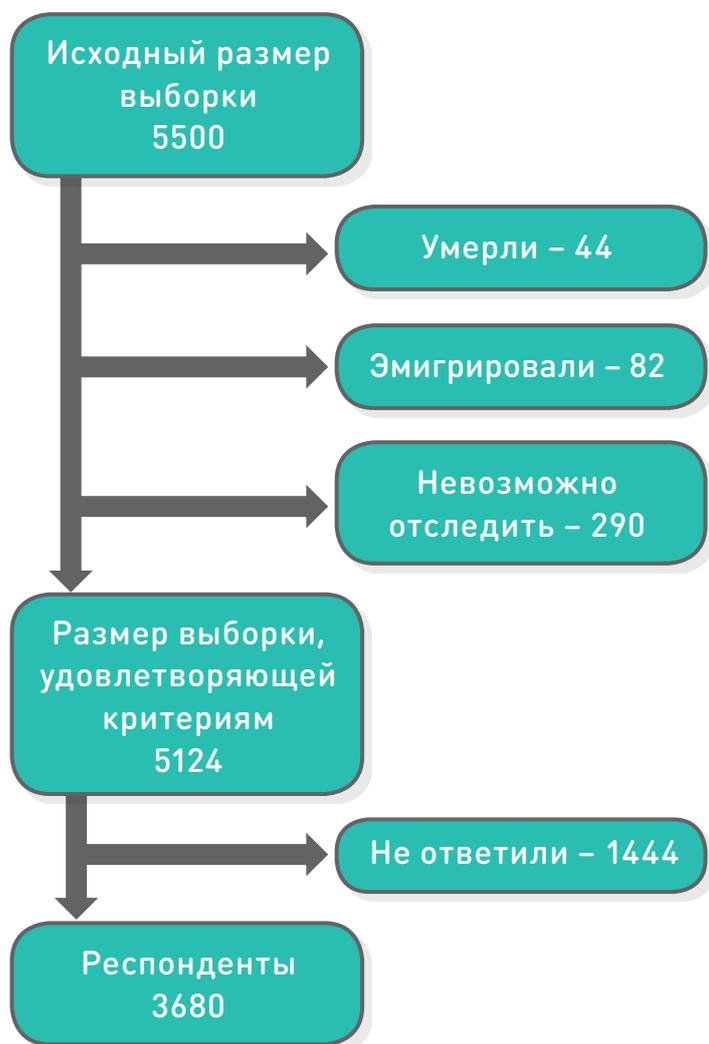 Исходный размер
выборки
5500
Умерли – 44
Эмигрировали – 82
Невозможно
отследить – 290
Размер выборки,
удовлетворяющей
критериям
5124
Не ответили – 1444
Респонденты
3680